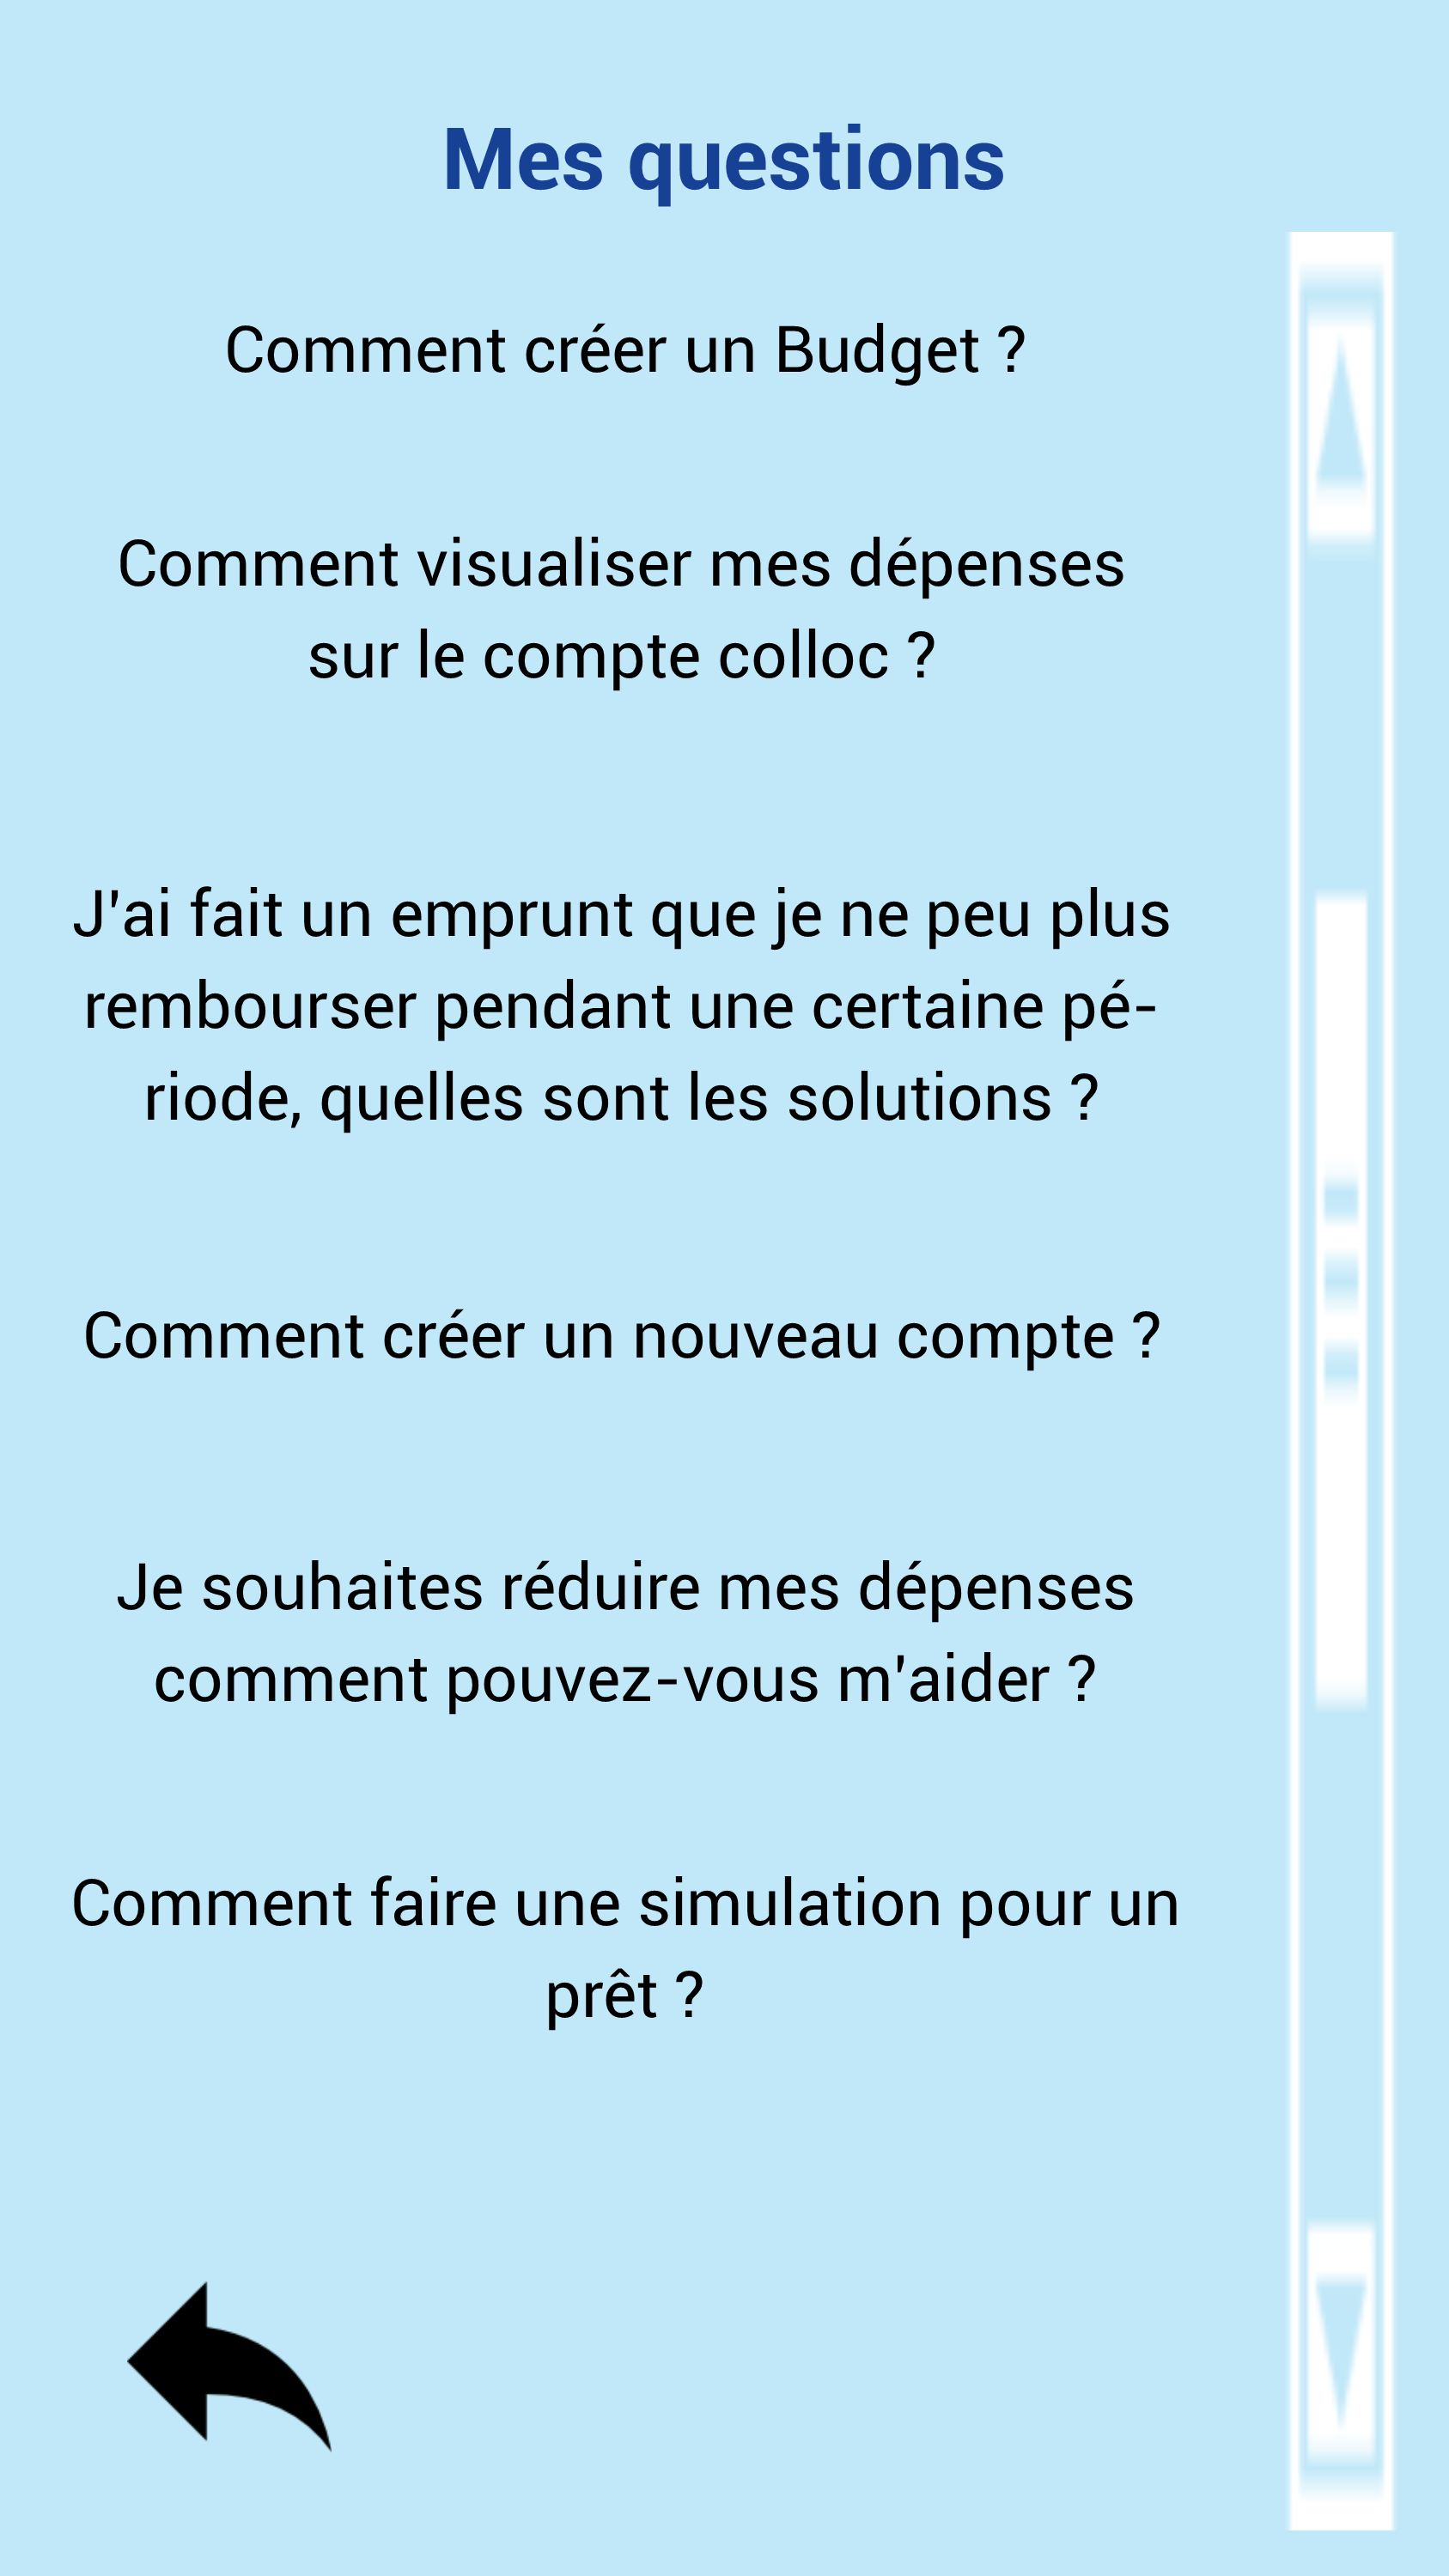 Mes questions
Comment créer un Budget ?
Comment visualiser mes dépenses
sur le compte colloc ?
J'ai fait un emprunt que je ne peu plus
rembourser pendant une certaine pé-
riode, quelles sont les solutions ?
Comment créer un nouveau compte ?
Je souhaites réduire mes dépenses
comment pouvez-vous m'aider ?
Comment faire une simulation pour un
prêt ?